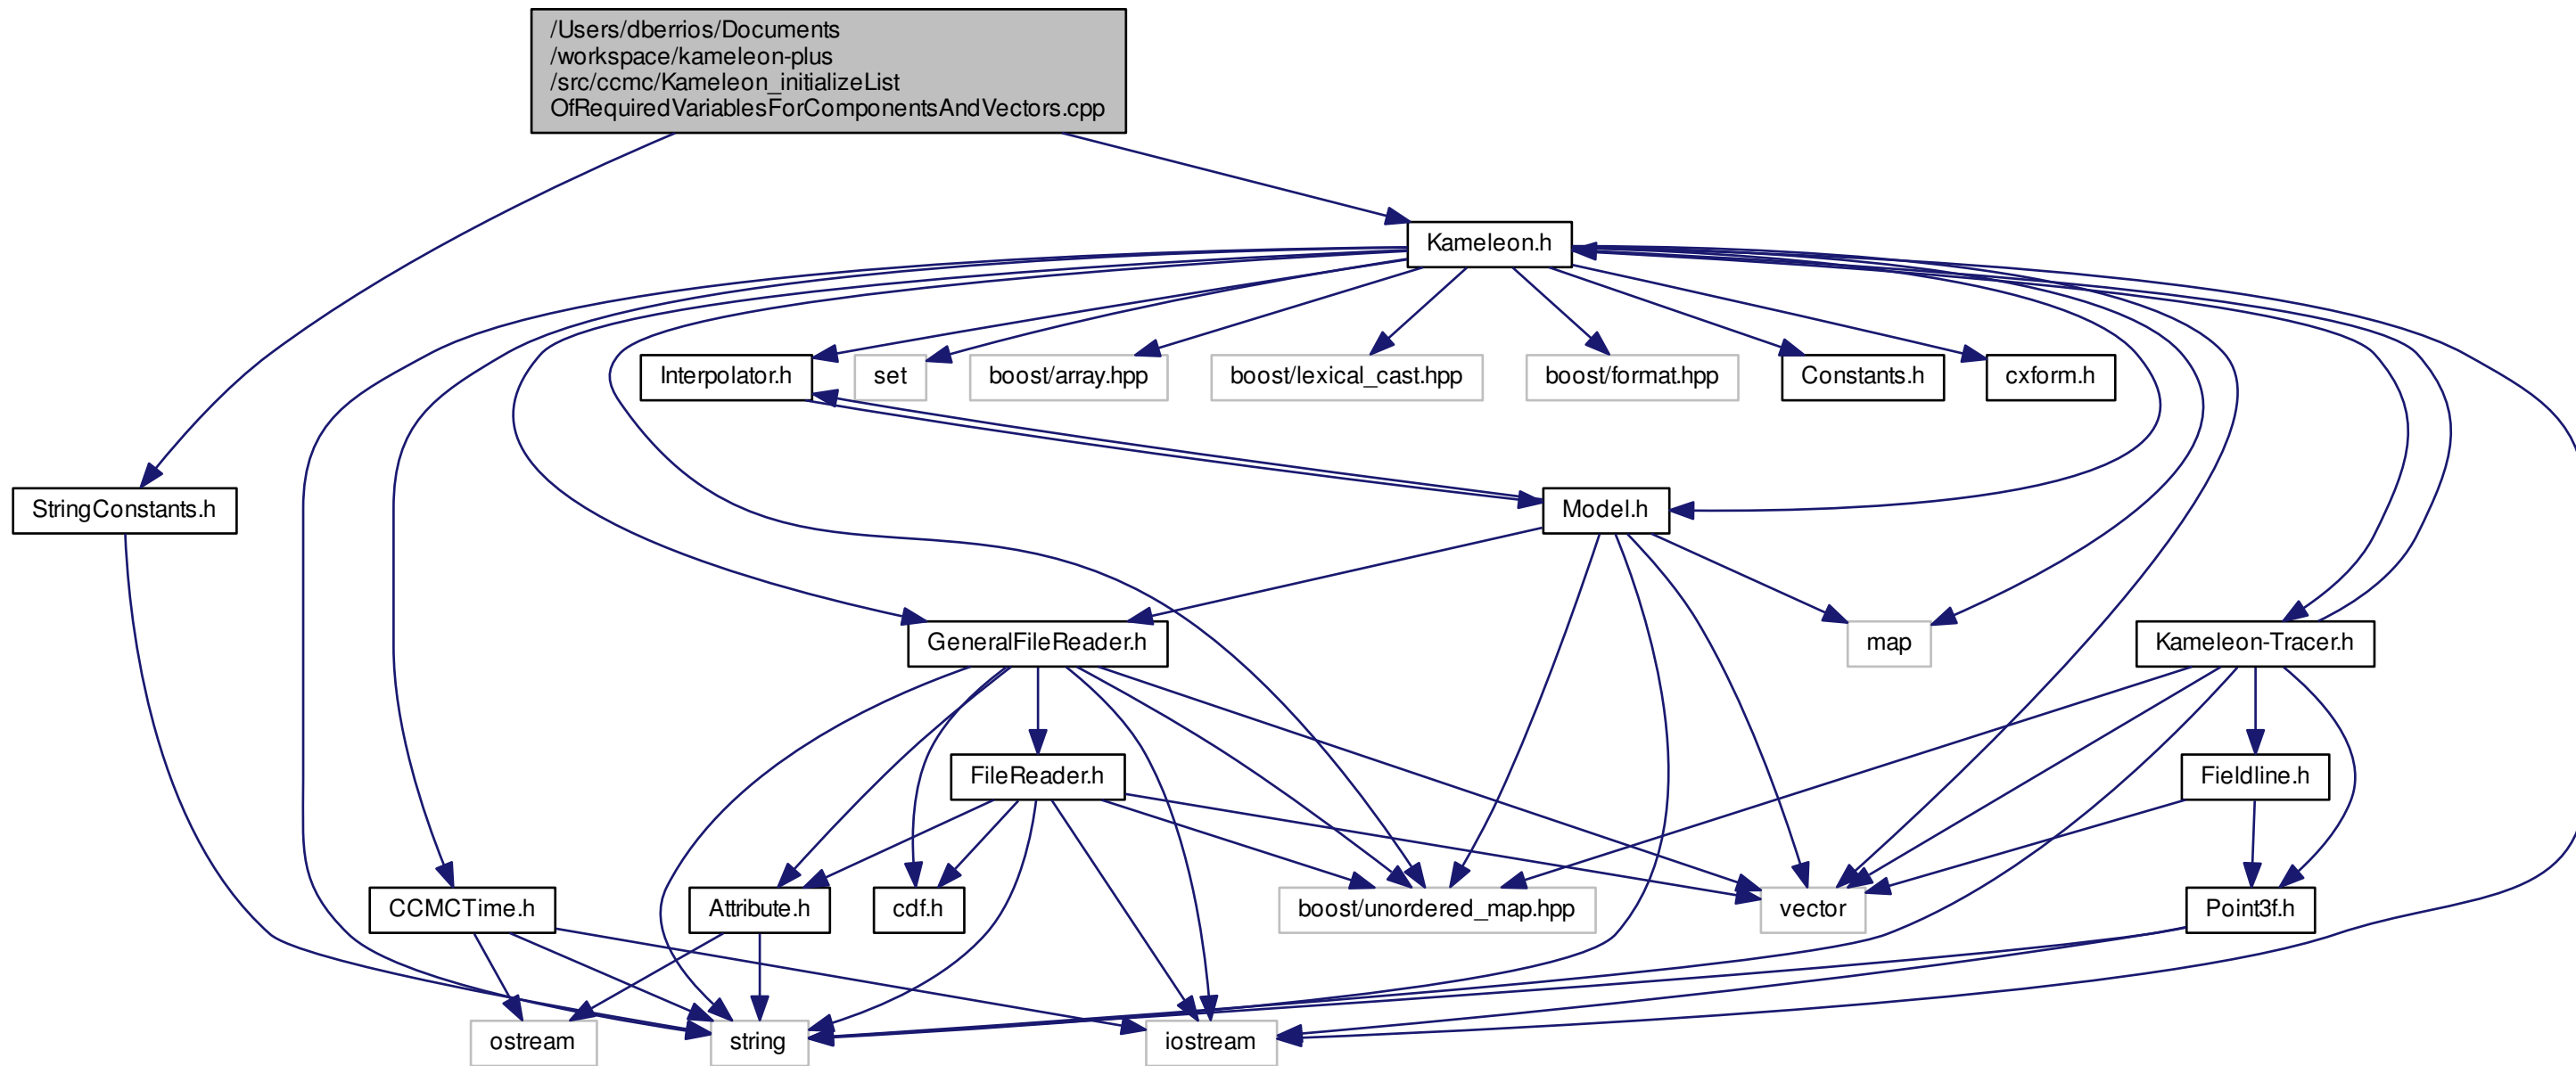 /Users/dberrios/Documents
/workspace/kameleon-plus
/src/ccmc/Kameleon_initializeList
OfRequiredVariablesForComponentsAndVectors.cpp
Kameleon.h
Interpolator.h
set
boost/array.hpp
boost/lexical_cast.hpp
boost/format.hpp
Constants.h
cxform.h
StringConstants.h
Model.h
GeneralFileReader.h
map
Kameleon-Tracer.h
FileReader.h
Fieldline.h
CCMCTime.h
Attribute.h
cdf.h
boost/unordered_map.hpp
vector
Point3f.h
ostream
string
iostream